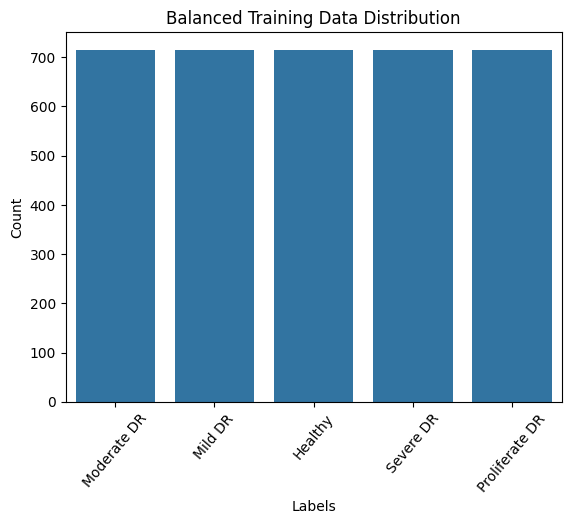 Balanced Training Data Distribution
Count
700
600
500
400
300
200
100
0
Moderate DR
Mild DR
Healthy
Severe DR
Proliferate DR
Labels